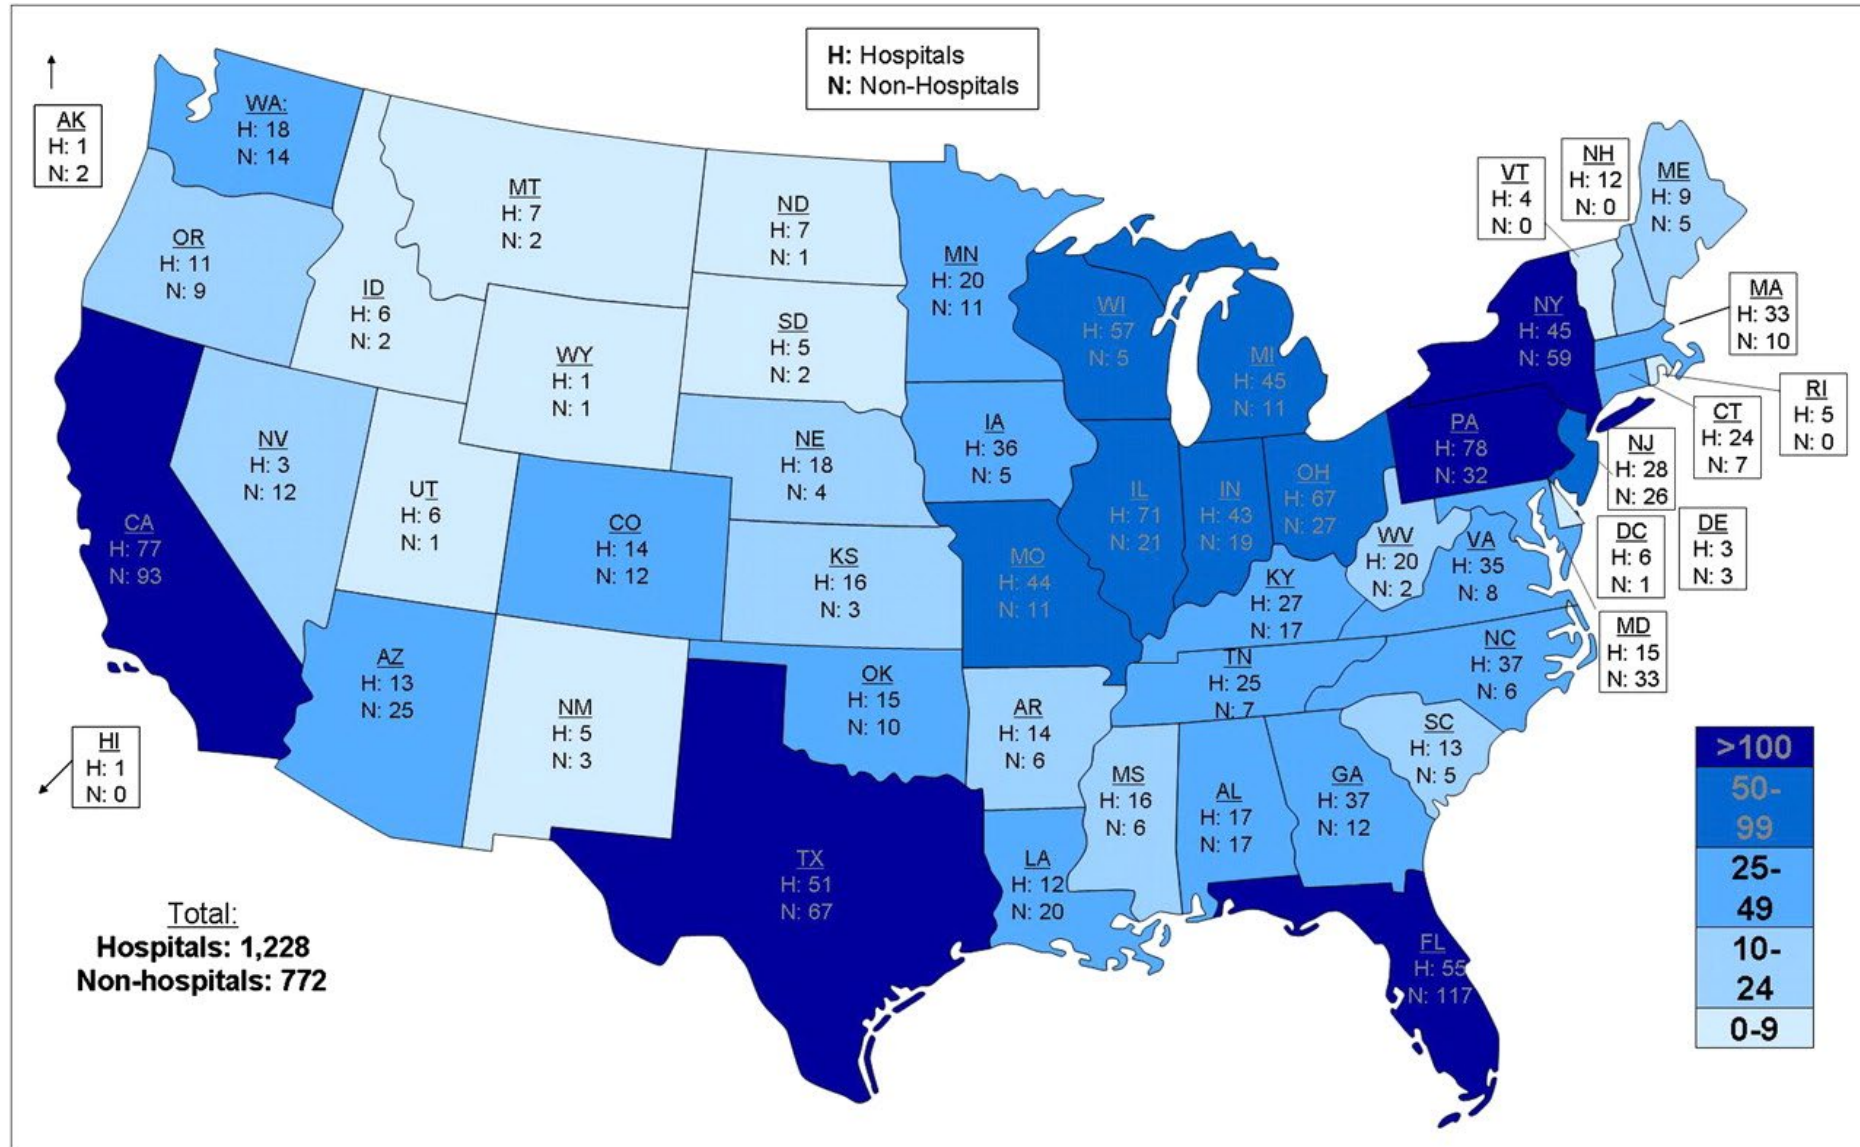 H: Hospitals
N: Non-Hospitals
AK
H: 1
N: 2
WA:
H: 18
N: 14
OR
H: 11
N: 9
MT
H: 7
N: 2
ID
H: 6
N: 2
ND
H: 7
N: 1
SD
H: 5
N: 2
WY
H: 1
N: 1
MN
H: 20
N: 11
WI
H: 57
N: 5
MI
H: 45
N: 11
VT
H: 4
N: 0
NH
H: 12
N: 0
ME
H: 9
N: 5
NY
H: 45
N: 59
MA
H: 33
N: 10
RI
H: 5
N: 0
CT
H: 24
N: 7
NJ
H: 28
N: 26
PA
H: 78
N: 32
CA
H: 77
N: 93
NV
H: 3
N: 12
UT
H: 6
N: 1
CO
H: 14
N: 12
NE
H: 18
N: 4
KS
H: 16
N: 3
IA
H: 36
N: 5
MO
H: 44
N: 11
IL
H: 71
N: 21
IN
H: 43
N: 19
OH
H: 67
N: 27
WV
H: 20
N: 2
VA
H: 35
N: 8
DC
H: 6
N: 1
DE
H: 3
N: 3
MD
H: 15
N: 33
KY
H: 27
N: 17
TN
H: 25
N: 7
NC
H: 37
N: 6
SC
H: 13
N: 5
AZ
H: 13
N: 25
NM
H: 5
N: 3
OK
H: 15
N: 10
AR
H: 14
N: 6
MS
H: 16
N: 6
AL
H: 17
N: 17
GA
H: 37
N: 12
HI
H: 1
N: 0
TX
H: 51
N: 67
LA
H: 12
N: 20
FL
H: 55
N: 117
Total:
Hospitals: 1,228
Non-hospitals: 772
>100
50-
99
25-
49
10-
24
0-9